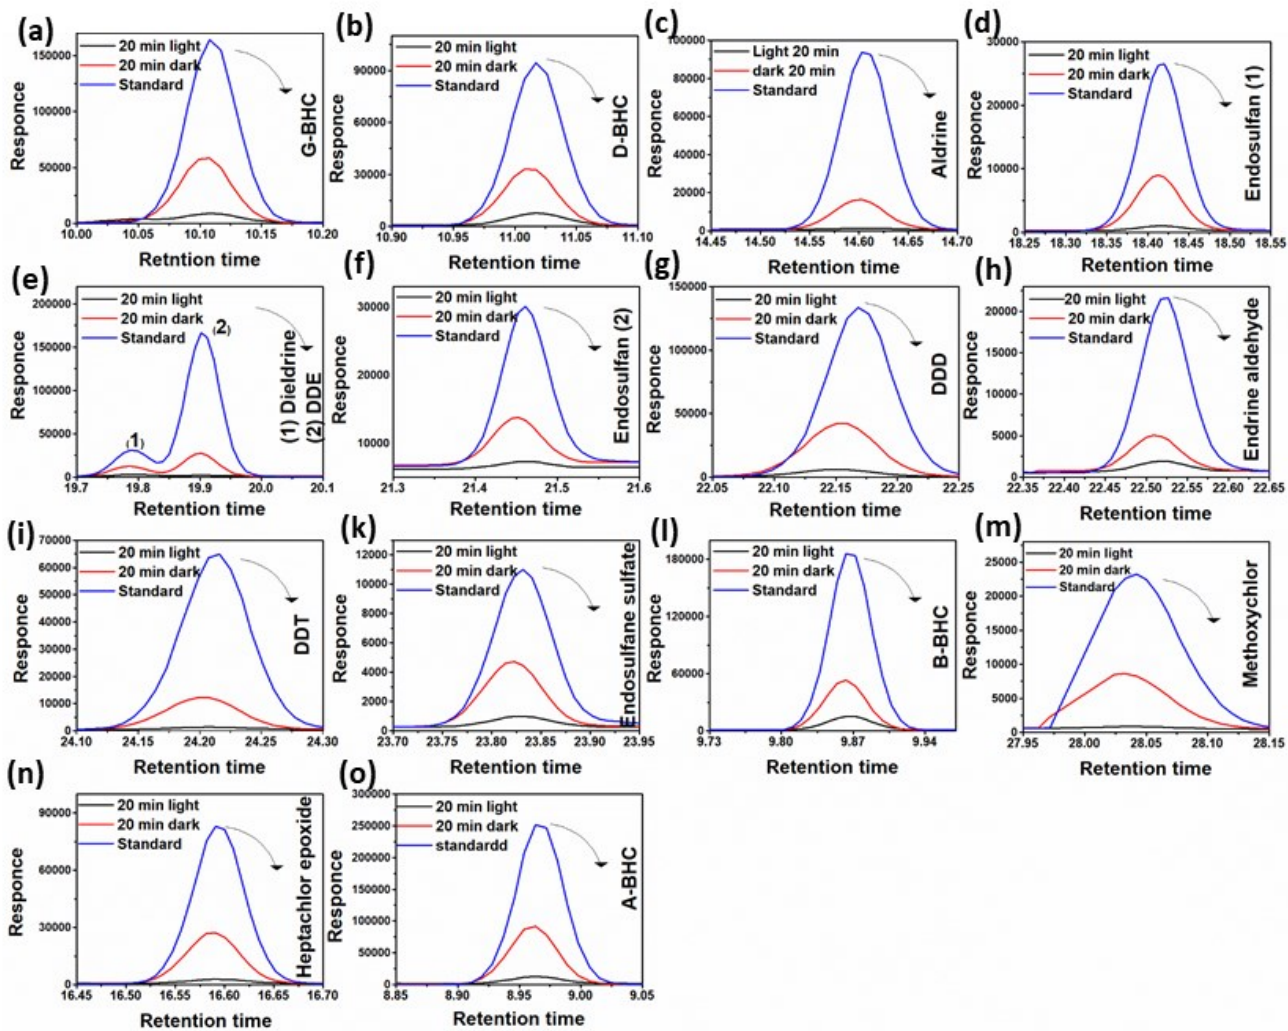 (a)
20 min light
20 min dark
Standard
G-BHC
Responce
150000
100000
50000
0
10.00 10.05 10.10 10.15 10.20
Retntion time
(b)
20 min light
20 min dark
Standard
D-BHC
Responce
90000
60000
30000
0
10.90 10.95 11.00 11.05 11.10
Retention time
(c)
Light 20 min
dark 20 min
Standard
Aldrine
Responce
100000
80000
60000
40000
20000
0
14.45 14.50 14.55 14.60 14.65 14.70
Retention time
(d)
20 min light
20 min dark
Standard
Endosulfan (1)
Responce
30000
20000
10000
0
18.25 18.30 18.35 18.40 18.45 18.50 18.55
Retention time
(e)
20 min light
20 min dark
Standard
(1)
(2)
(1) Dieldrine
(2) DDE
Responce
200000
150000
100000
50000
0
19.7 19.8 19.9 20.0 20.1
Retention time
(f)
20 min light
20 min dark
Standard
Endosulfan (2)
Responce
30000
20000
10000
21.3 21.4 21.5 21.6
Retention time
(g)
20 min light
20 min dark
Standard
DDD
Responce
150000
100000
50000
0
22.05 22.10 22.15 22.20 22.25
Retention time
(h)
20 min light
20 min dark
Standard
Endrine aldehyde
Responce
20000
15000
10000
5000
0
22.35 22.40 22.45 22.50 22.55 22.60 22.65
Retention time
(i)
20 min light
20 min dark
Standard
DDT
Responce
70000
60000
50000
40000
30000
20000
10000
0
24.10 24.15 24.20 24.25 24.30
Retention time
(k)
20 min light
20 min dark
Standard
Endosulfane sulfate
Responce
12000
10000
8000
6000
4000
2000
0
23.70 23.75 23.80 23.85 23.90 23.95
Retention time
(l)
20 min light
20 min dark
Standard
B-BHC
Responce
180000
120000
60000
0
9.73 9.80 9.87 9.94
Retention time
(m)
20 min light
20 min dark
Standard
Methoxychlor
Responce
25000
20000
15000
10000
5000
0
27.95 28.00 28.05 28.10 28.15
Retention time
(n)
20 min light
20 min dark
Standard
Heptachlor epoxide
Responce
90000
60000
30000
0
16.45 16.50 16.55 16.60 16.65 16.70
Retention time
(o)
20 min light
20 min dark
standardd
A-BHC
Responce
300000
250000
200000
150000
100000
50000
0
8.85 8.90 8.95 9.00 9.05
Retention time